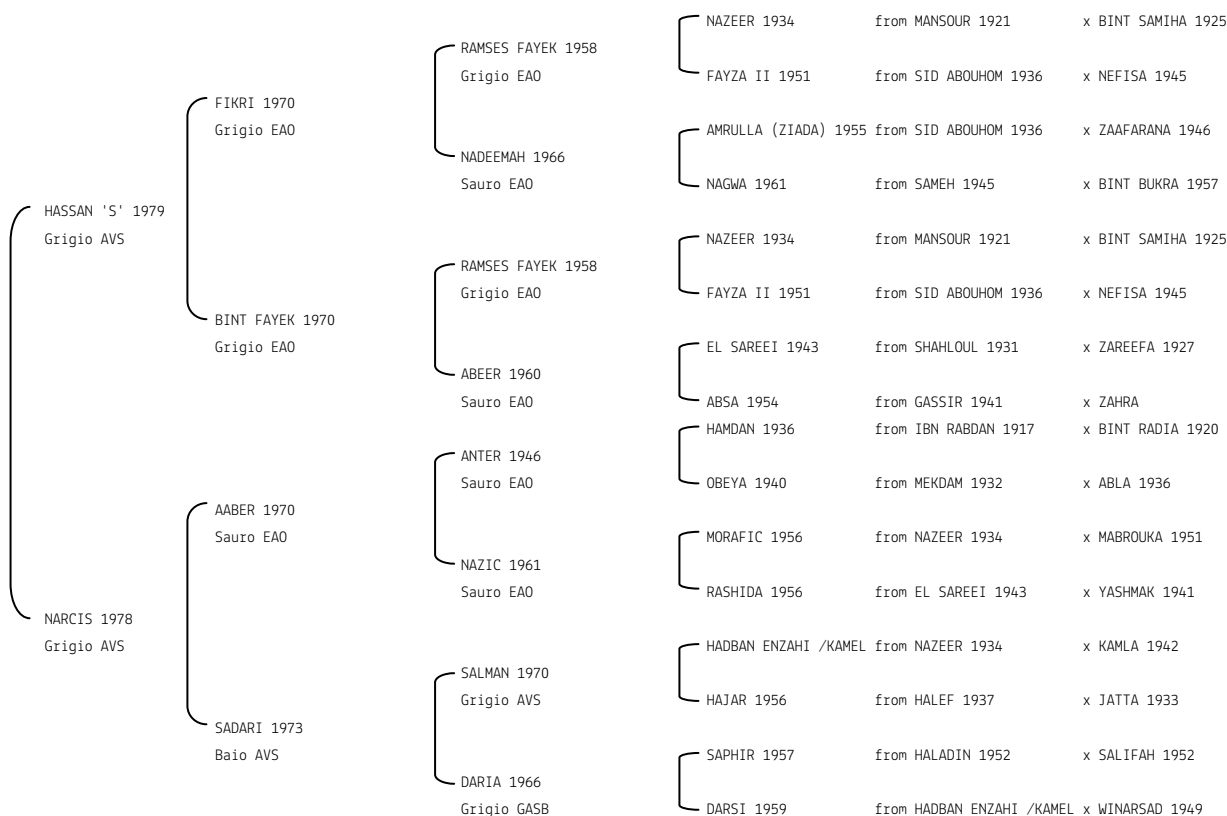 NAZEER 1934 from MANSOUR 1921 x BINT SAMIHA 1925
RAMSES FAYEK 1958
Grigio EAO
FAYZA II 1951 from SID ABOUHOM 1936 x NEFISA 1945
FIKRI 1970
Grigio EAO
AMRULLA (ZIADA) 1955 from SID ABOUHOM 1936 x ZAAFARANA 1946
NADEEMAH 1966
Sauro EAO
NAGWA 1961 from SAMEH 1945 x BINT BUKRA 1957
HASSAN 'S' 1979
Grigio AVS
NAZEER 1934 from MANSOUR 1921 x BINT SAMIHA 1925
RAMSES FAYEK 1958
Grigio EAO
FAYZA II 1951 from SID ABOUHOM 1936 x NEFISA 1945
BINT FAYEK 1970
Grigio EAO
EL SAREEI 1943 from SHAHLOUL 1931 x ZAREEFA 1927
ABEER 1960
Sauro EAO
ABSA 1954 from GASSIR 1941 x ZAHRA
HAMDAN 1936 from IBN RABDAN 1917 x BINT RADIA 1920
ANTER 1946
Sauro EAO
OBEYA 1940 from MEKDAM 1932 x ABLA 1936
AABER 1970
Sauro EAO
MORAFIC 1956 from NAZEER 1934 x MABROUKA 1951
NAZIC 1961
Sauro EAO
RASHIDA 1956 from EL SAREEI 1943 x YASHMAK 1941
NARCIS 1978
Grigio AVS
HADBAN ENZAHI /KAMEL from NAZEER 1934 x KAMLA 1942
SALMAN 1970
Grigio AVS
HAJAR 1956 from HALEF 1937 x JATTA 1933
SADARI 1973
Baio AVS
SAPHIR 1957 from HALADIN 1952 x SALIFAH 1952
DARIA 1966
Grigio GASB
DARSI 1959 from HADBAN ENZAHI /KAMEL x WINARSAD 1949